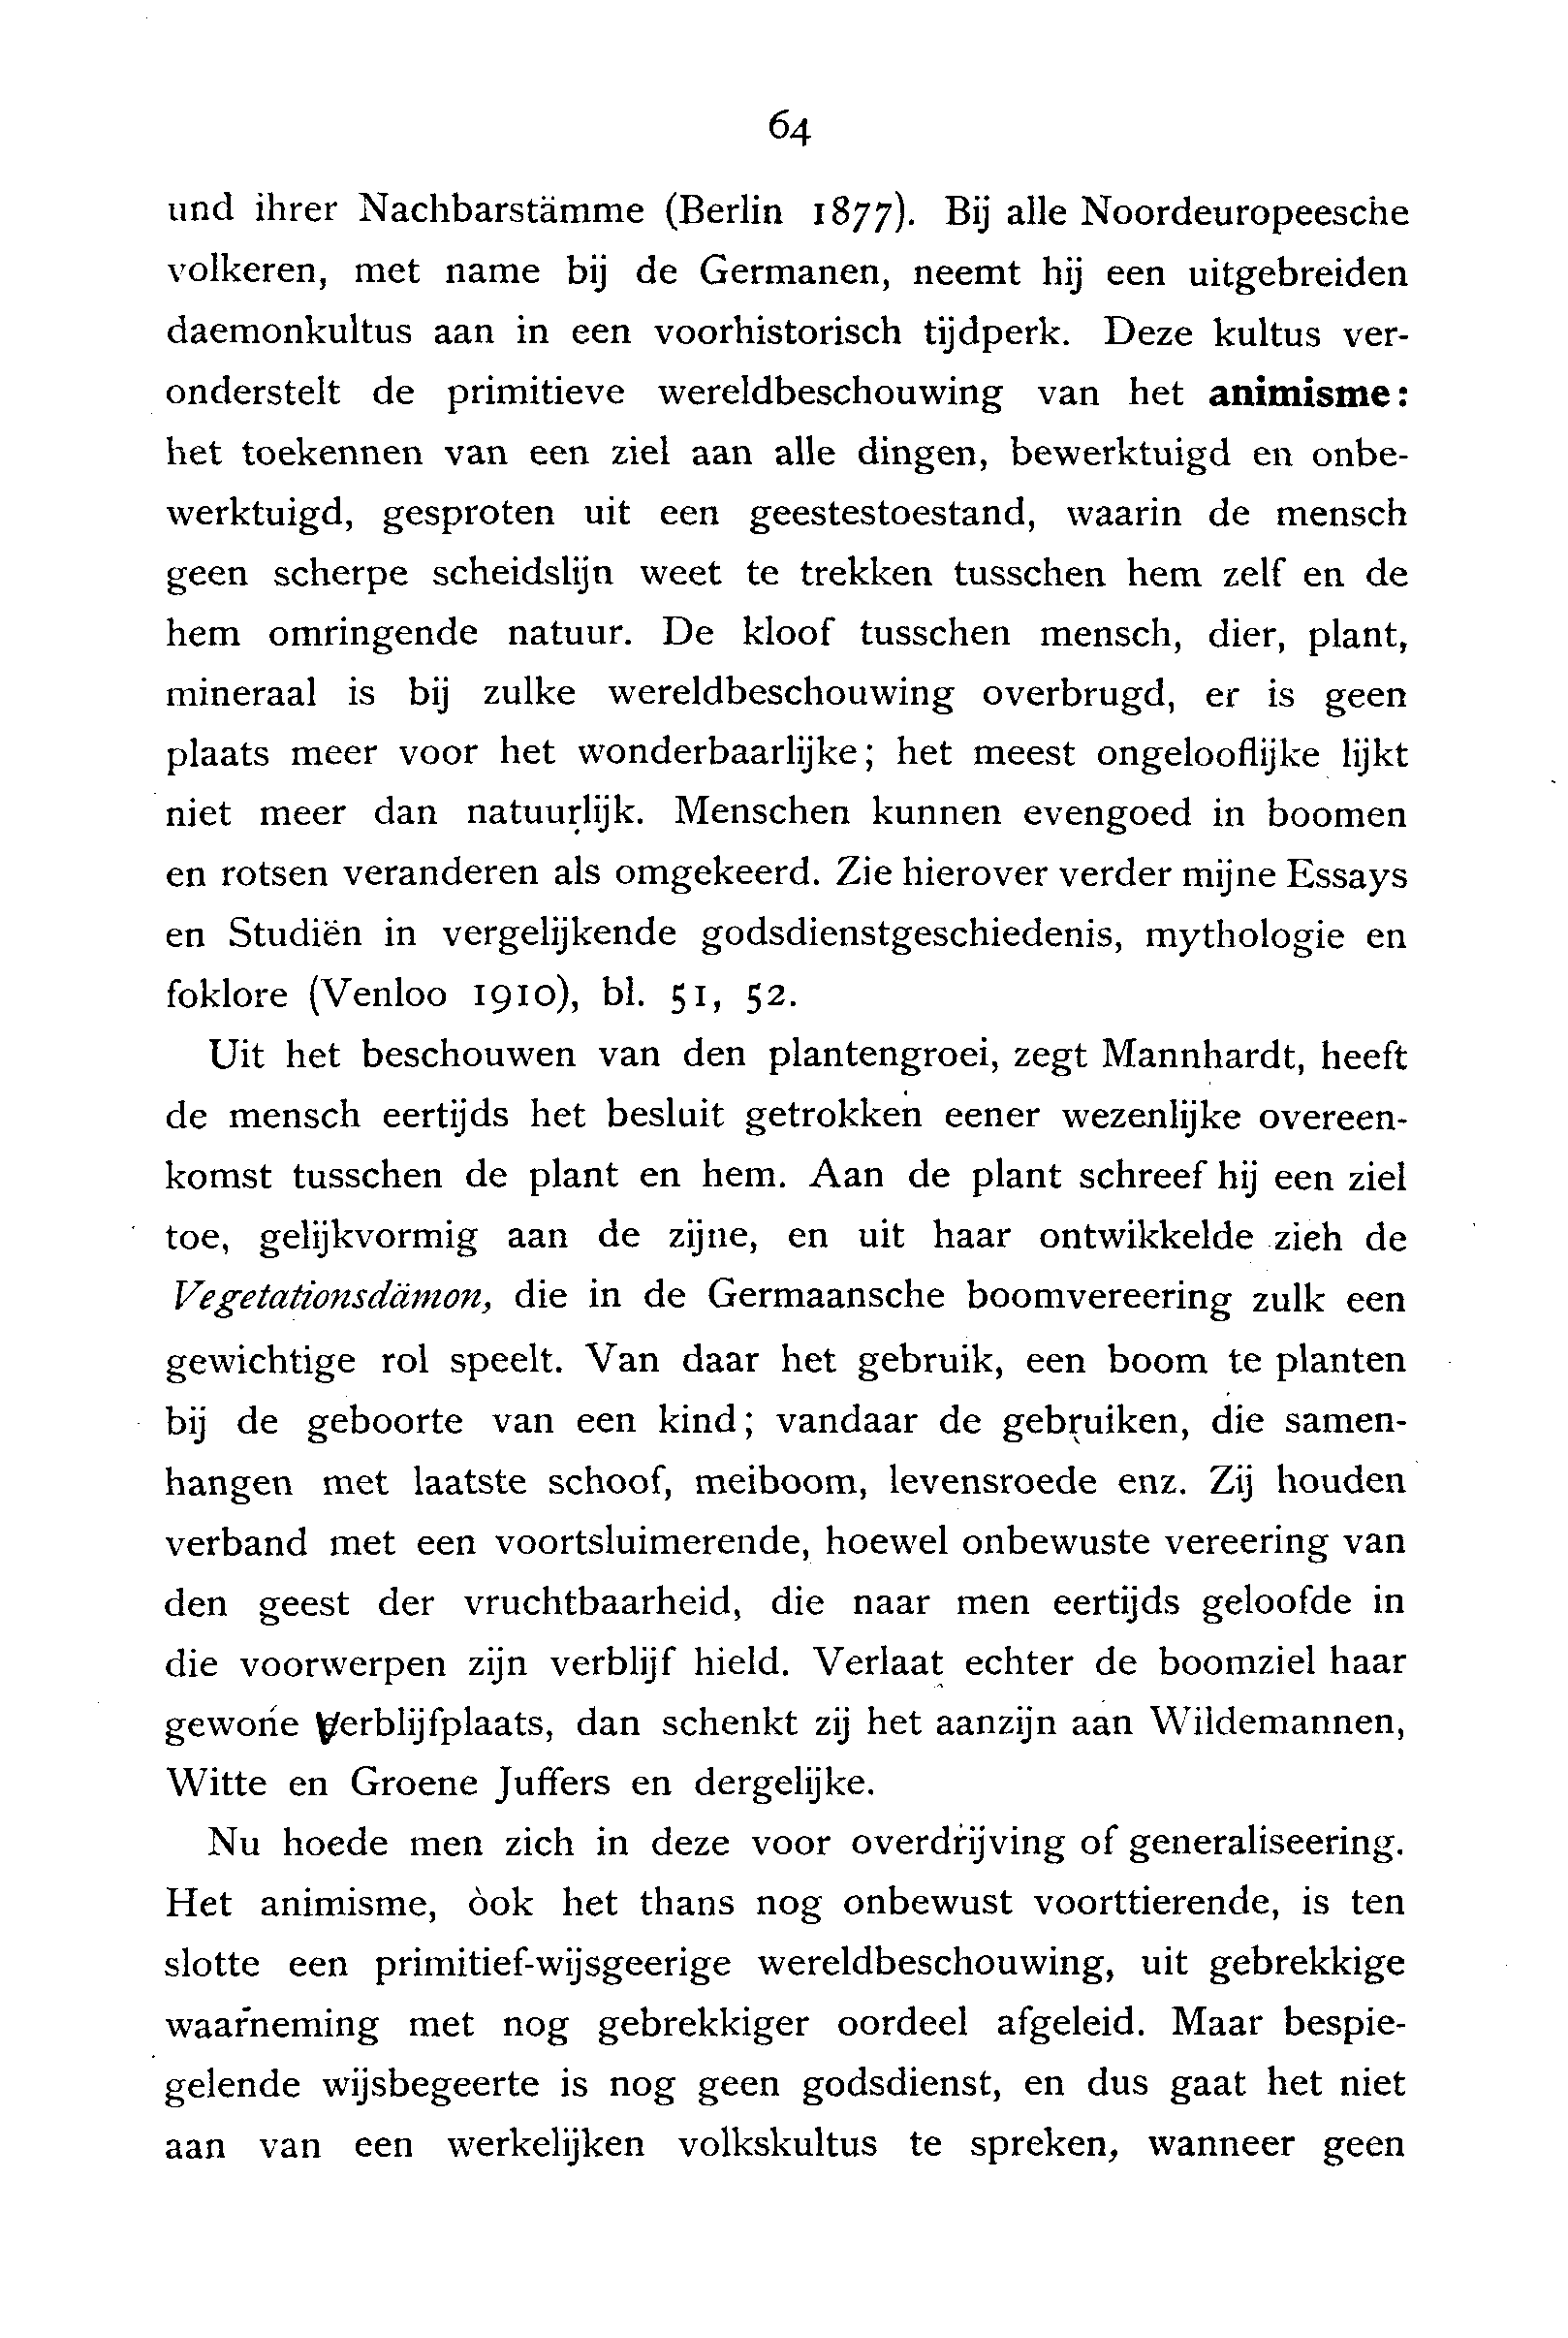 64
und ihrer Nachbarstämme (Berlin 1877). Bij alle Noordeuropeesche
volkeren, met name bij de Germanen, neemt hij een uitgebreiden
daemonkultus aan in een voorhistorisch tijdperk. Deze kultus ver-
onderstelt de primitieve wereldbeschouwing van het animisme:
het toekennen van een ziel aan alle dingen, bewerktuigd en onbe-
werktuigd, gesproten uit een geestestoestand, waarin de mensch
geen scherpe scheidslijn weet te trekken tusschen hem zelf en de
hem omringende natuur. De kloof tusschen mensch, dier, plant,
mineraal is bij zulke wereldbeschouwing overbrugd, er is geen
plaats meer voor het wonderbaarlijke; het meest ongelooflijke lijkt
niet meer dan natuurlijk. Menschen kunnen evengoed in boomen
en rotsen veranderen als omgekeerd. Zie hierover verder mijne Essays
en Studiën in vergelijkende godsdienstgeschiedenis, mythologie en
foklore (Venloo 1910), bl. 51, 52.
Uit het beschouwen van den plantengroei, zegt Mannhardt, heeft
de mensch eertijds het besluit getrokken eener wezenlijke overeen-
komst tusschen de plant en hem. Aan de plant schreef hij een ziel
toe, gelijkvormig aan de zijne, en uit haar ontwikkelde zieh de
Vegetationsdämon, die in de Germaansche boomvereering zulk een
gewichtige rol speelt. Van daar het gebruik, een boom te planten
bij de geboorte van een kind; vandaar de gebruiken, die samen-
hangen met laatste schoof, meiboom, levensroede enz. Zij houden
verband met een voortsluimerende, hoewel onbewuste vereering van
den geest der vruchtbaarheid, die naar men eertijds geloofde in
die voorwerpen zijn verblijf hield. Verlaat echter de boomziel haar
gewone verblijfplaats, dan schenkt zij het aanzijn aan Wildemannen,
Witte en Groene Juffers en dergelijke.
Nu hoede men zich in deze voor overdrijving of generaliseering.
Het animisme, òok het thans nog onbewust voorttierende, is ten
slotte een primitief-wijsgeerige wereldbeschouwing, uit gebrekkige
waarneming met nog gebrekkiger oordeel afgeleid. Maar bespie-
gelende wijsbegeerte is nog geen godsdienst, en dus gaat het niet
aan van een werkelijken volkskultus te spreken, wanneer geen